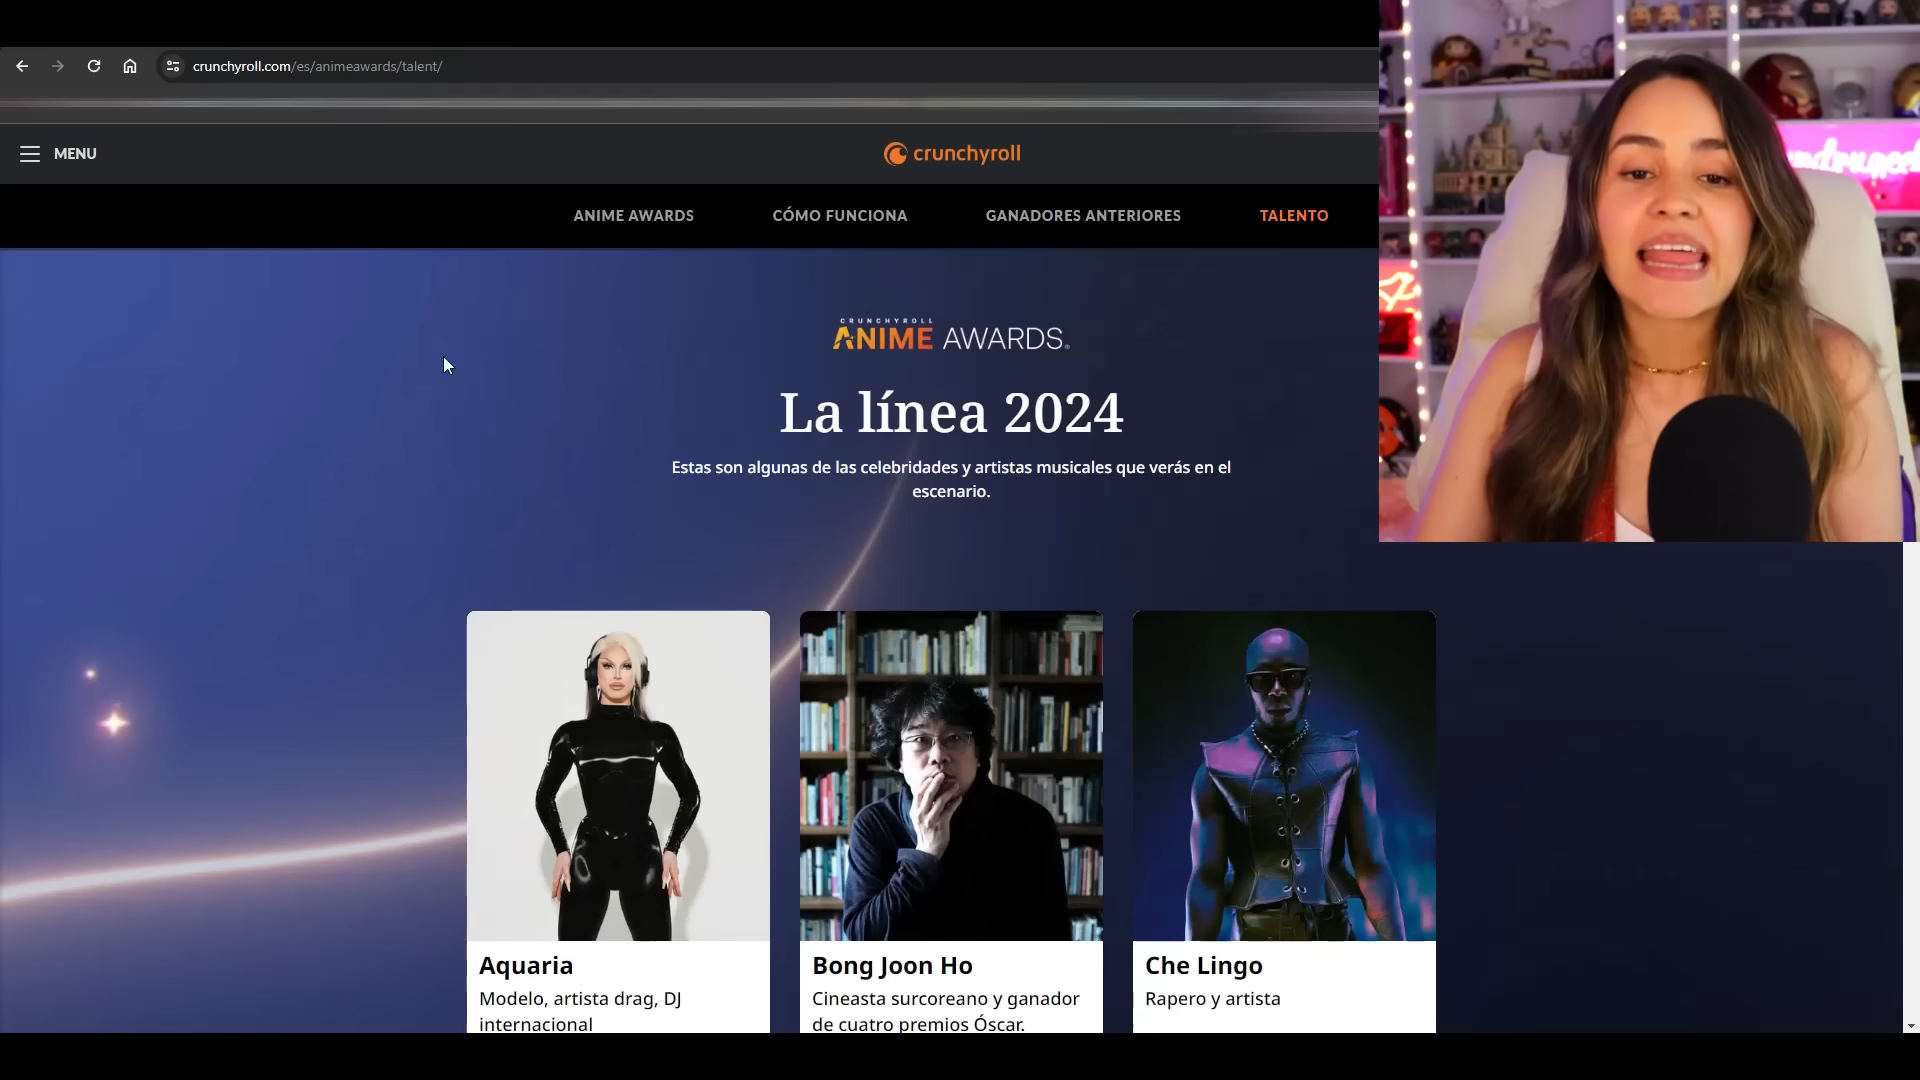 crunchyroll.com/es/animeawards/talent/
MENU
crunchyroll
ANIME AWARDS
CÓMO FUNCIONA
GANADORES ANTERIORES
TALENTO
CRUNCHYROLL
ANIME AWARDS
La línea 2024
Estas son algunas de las celebridades y artistas musicales que verás en el
escenario.
Aquaria
Modelo, artista drag, DJ
internacional
Bong Joon Ho
Cineasta surcoreano y ganador
de cuatro premios Óscar.
Che Lingo
Rapero y artista